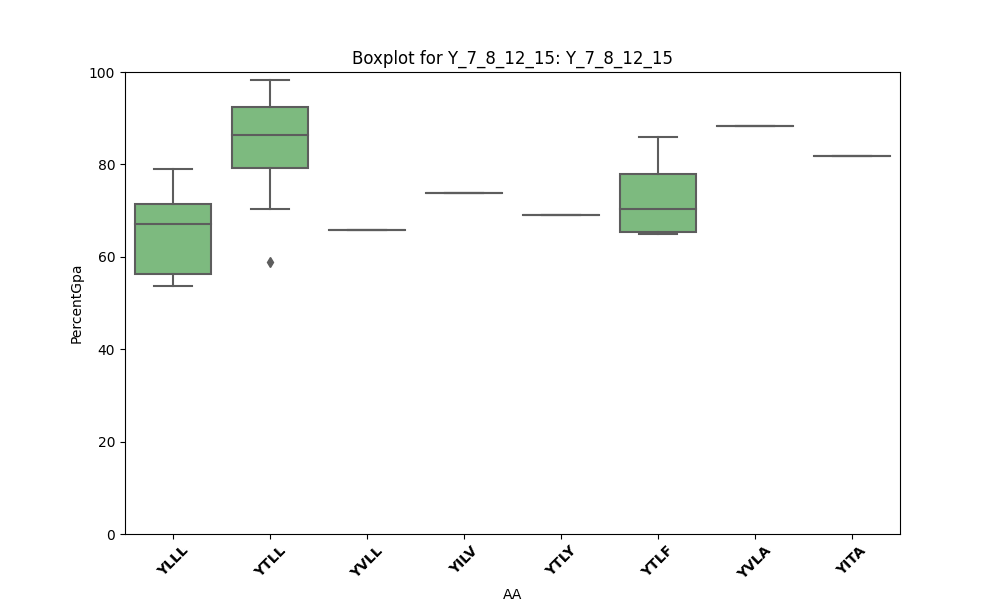 Boxplot for Y_7_8_12_15: Y_7_8_12_15
100
80
60
40
20
0
PercentGpa
YLLL YTLL YVLL YILV YTLY YTLF YVLA YITA
AA